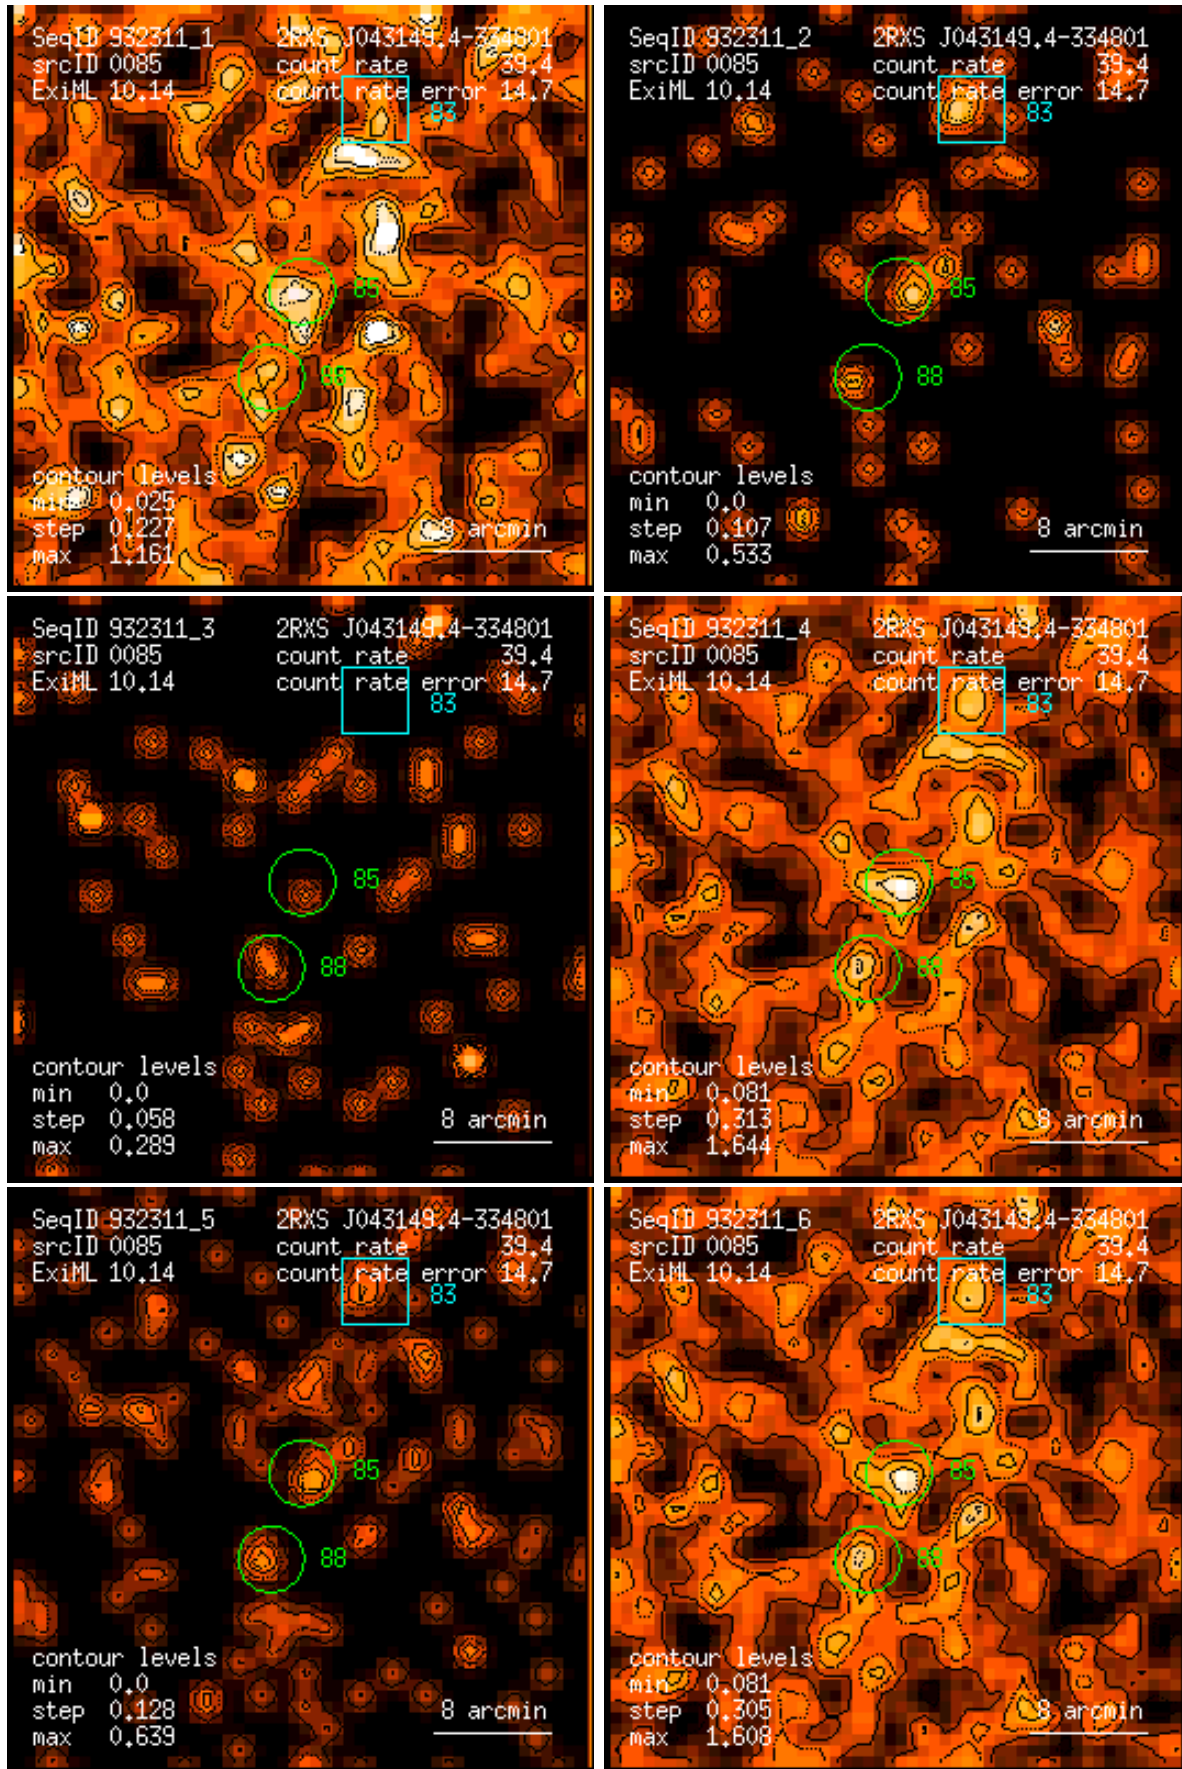 SeqID 932311_1 2RXS J043149.4-334801
srcID 0085 count rate 39.4
ExiML 10.14 count rate error 14.7
83
85
88
contour levels
min 0.025
step 0.227 8 arcmin
max 1.161
SeqID 932311_2 2RXS J043149.4-334801
srcID 0085 count rate 39.4
ExiML 10.14 count rate error 14.7
83
85
88
contour levels
min 0.0
step 0.107 8 arcmin
max 0.533
SeqID 932311_3 2RXS J043149.4-334801
srcID 0085 count rate 39.4
ExiML 10.14 count rate error 14.7
83
85
88
contour levels
min 0.0
step 0.058 8 arcmin
max 0.289
SeqID 932311_4 2RXS J043149.4-334801
srcID 0085 count rate 39.4
ExiML 10.14 count rate error 14.7
83
85
88
contour levels
min 0.081
step 0.313 8 arcmin
max 1.644
SeqID 932311_5 2RXS J043149.4-334801
srcID 0085 count rate 39.4
ExiML 10.14 count rate error 14.7
83
85
88
contour levels
min 0.0
step 0.128 8 arcmin
max 0.639
SeqID 932311_6 2RXS J043149.4-334801
srcID 0085 count rate 39.4
ExiML 10.14 count rate error 14.7
83
85
88
contour levels
min 0.081
step 0.305 8 arcmin
max 1.608